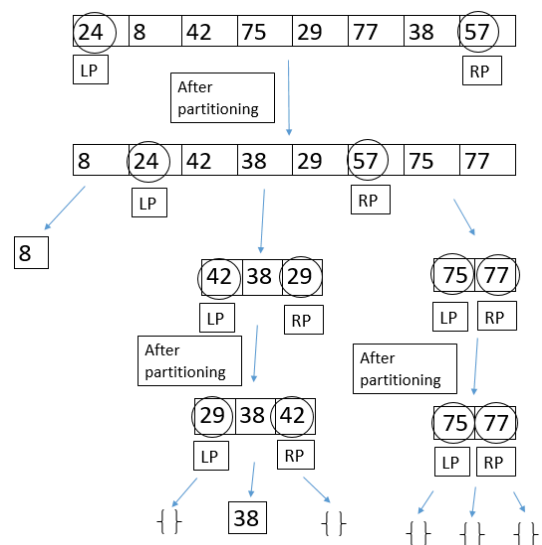 24 8 42 75 29 77 38 57
LP RP
After
partitioning
8 24 42 38 29 57 75 77
LP RP
8
42 38 29 75 77
LP RP LP RP
After
partitioning
After
partitioning
29 38 42 75 77
LP RP LP RP
{ } 38 { } { } { } { }